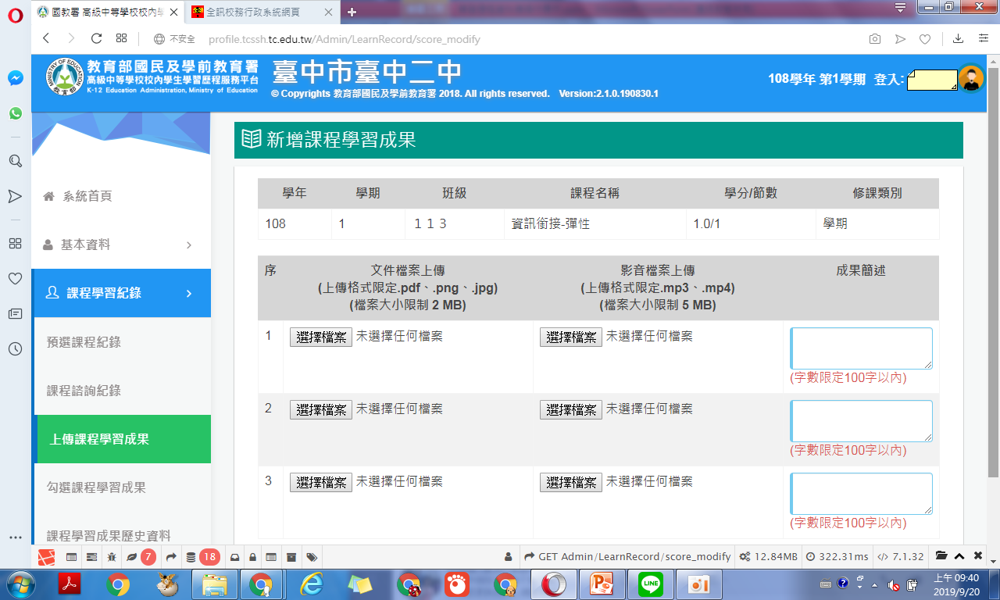 國教署 高級中等學校校內學
全訊校務行政系統網頁
不安全 profile.tcssh.tc.edu.tw/Admin/LearnRecord/score_modify
教育部國民及學前教育署
高級中等學校校內學生學習歷程服務平台
K-12 Education Administration, Ministry of Education
臺中市臺中二中
© Copyrights 教育部國民及學前教育署 2018. All rights reserved. Version:2.1.0.190830.1
108學年 第1學期 登入:
系統首頁
基本資料
課程學習紀錄
預選課程紀錄
課程諮詢紀錄
上傳課程學習成果
勾選課程學習成果
課程學習成果歷史資料
新增課程學習成果
學年 學期 班級 課程名稱 學分/節數 修課類別
108 1 １１３ 資訊銜接-彈性 1.0/1 學期
序 文件檔案上傳 影音檔案上傳 成果簡述
(上傳格式限定.pdf、.png、.jpg) (上傳格式限定.mp3、.mp4)
(檔案大小限制 2 MB) (檔案大小限制 5 MB)
1 選擇檔案 未選擇任何檔案 選擇檔案 未選擇任何檔案
(字數限定100字以內)
2 選擇檔案 未選擇任何檔案 選擇檔案 未選擇任何檔案
(字數限定100字以內)
3 選擇檔案 未選擇任何檔案 選擇檔案 未選擇任何檔案
(字數限定100字以內)
7 18 GET Admin/LearnRecord/score_modify 12.84MB 322.31ms 7.1.32
LINE
上午 09:40
2019/9/20